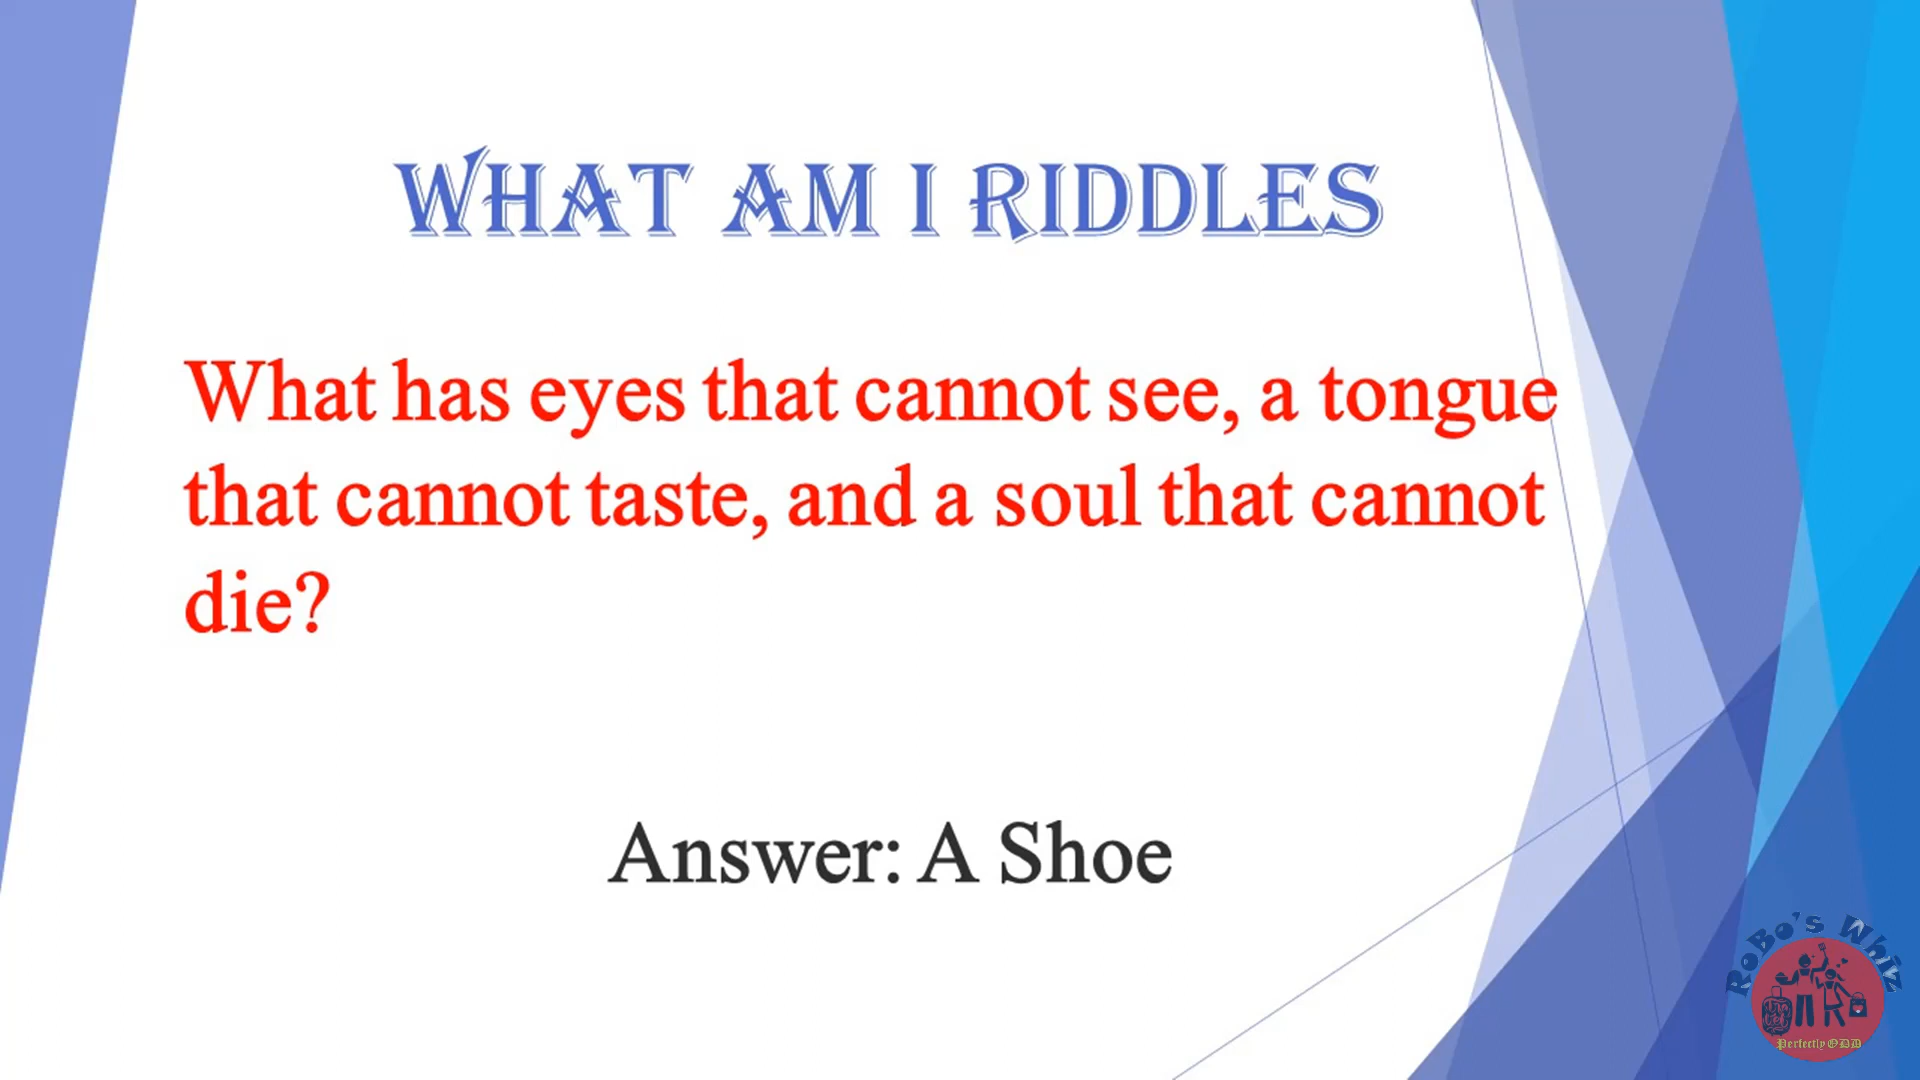 WHAT AM I RIDDLES
What has eyes that cannot see, a tongue
that cannot taste, and a soul that cannot
die?
Answer: A Shoe
RoBo's Whiz
Perfectly ODD